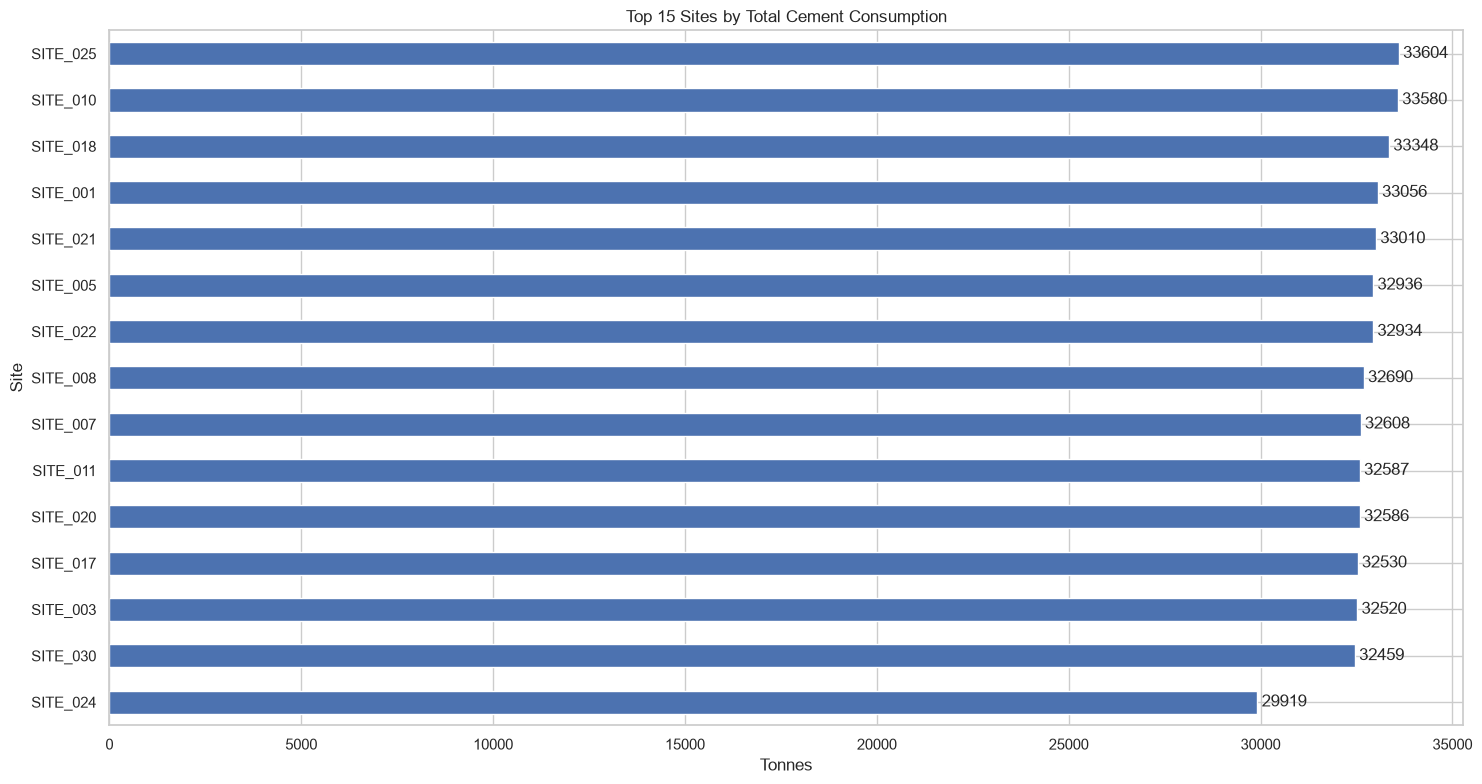 Top 15 Sites by Total Cement Consumption
SITE_025 33604
SITE_010 33580
SITE_018 33348
SITE_001 33056
SITE_021 33010
SITE_005 32936
SITE_022 32934
SITE_008 32690
SITE_007 32608
SITE_011 32587
SITE_020 32586
SITE_017 32530
SITE_003 32520
SITE_030 32459
SITE_024 29919
Site
0 5000 10000 15000 20000 25000 30000 35000
Tonnes